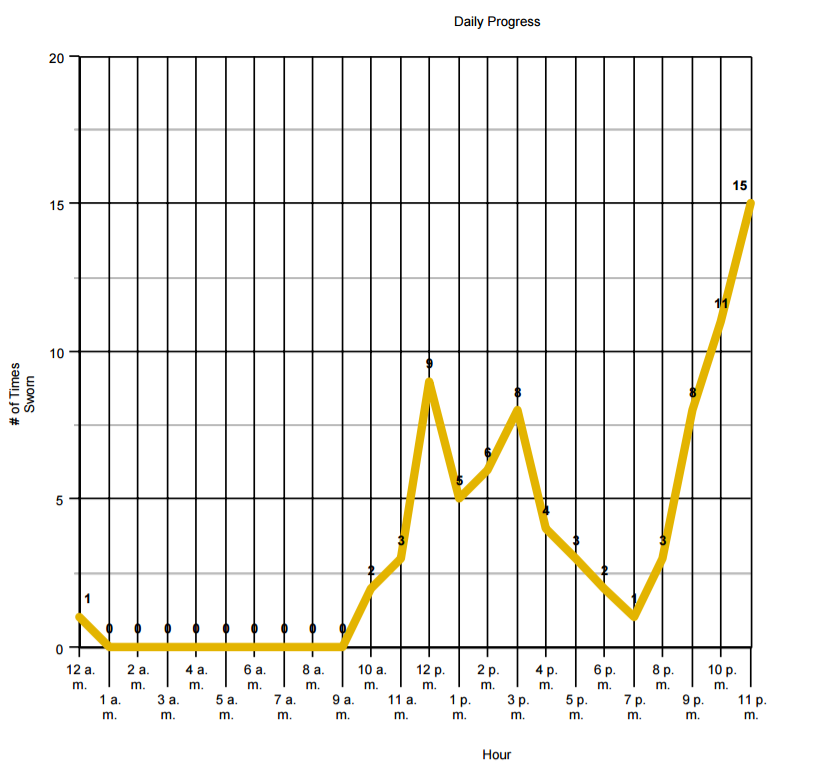 Daily Progress
20
15
10
5
0
# of Times
Sworn
15
11
9
8
8
6
5
4
3
3
3
2
2
1
1
0 0 0 0 0 0 0 0 0
12 a.
m.
2 a.
m.
4 a.
m.
6 a.
m.
8 a.
m.
10 a.
m.
12 p.
m.
2 p.
m.
4 p.
m.
6 p.
m.
8 p.
m.
10 p.
m.
1 a.
m.
3 a.
m.
5 a.
m.
7 a.
m.
9 a.
m.
11 a.
m.
1 p.
m.
3 p.
m.
5 p.
m.
7 p.
m.
9 p.
m.
11 p.
m.
Hour